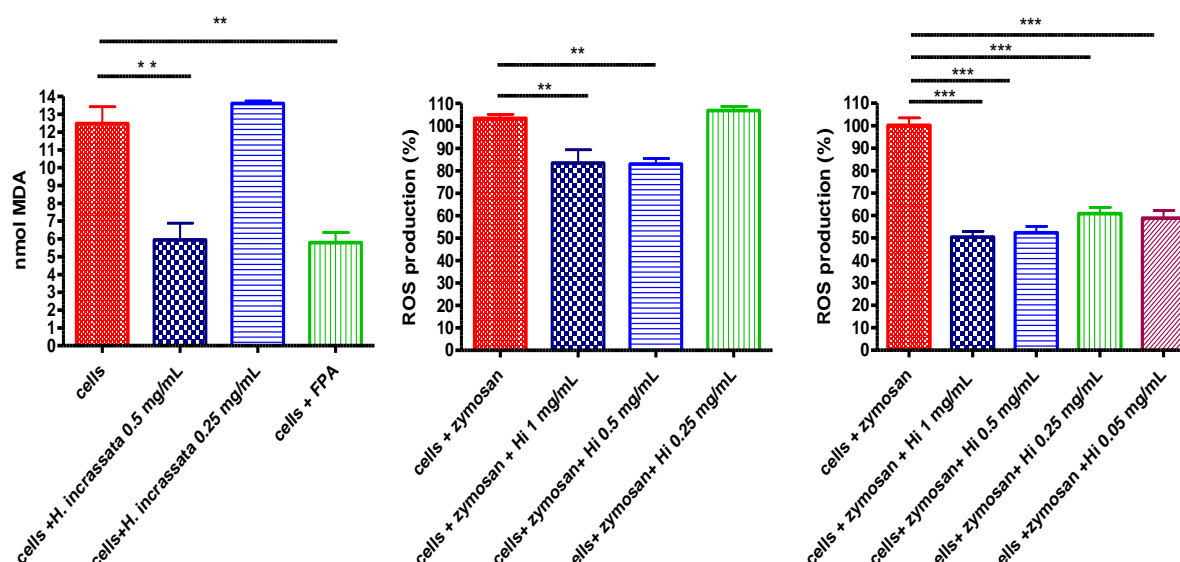 **
* *
nmol MDA
14
13
12
11
10
9
8
7
6
5
4
3
2
1
0
cells
cells +H. incrassata 0.5 mg/mL
cells+H. incrassata 0.25 mg/mL
cells + FPA
**
**
ROS production (%)
110
100
90
80
70
60
50
40
30
20
10
0
cells + zymosan
cells + zymosan + Hi 1 mg/mL
cells+ zymosan+ Hi 0.5 mg/mL
ells+ zymosan+ Hi 0.25 mg/mL
***
***
***
***
ROS production (%)
110
100
90
80
70
60
50
40
30
20
10
0
cells + zymosan
cells + zymosan + Hi 1 mg/mL
cells+ zymosan+ Hi 0.5 mg/mL
ells+ zymosan+ Hi 0.25 mg/mL
ells +zymosan +Hi 0.05 mg/mL